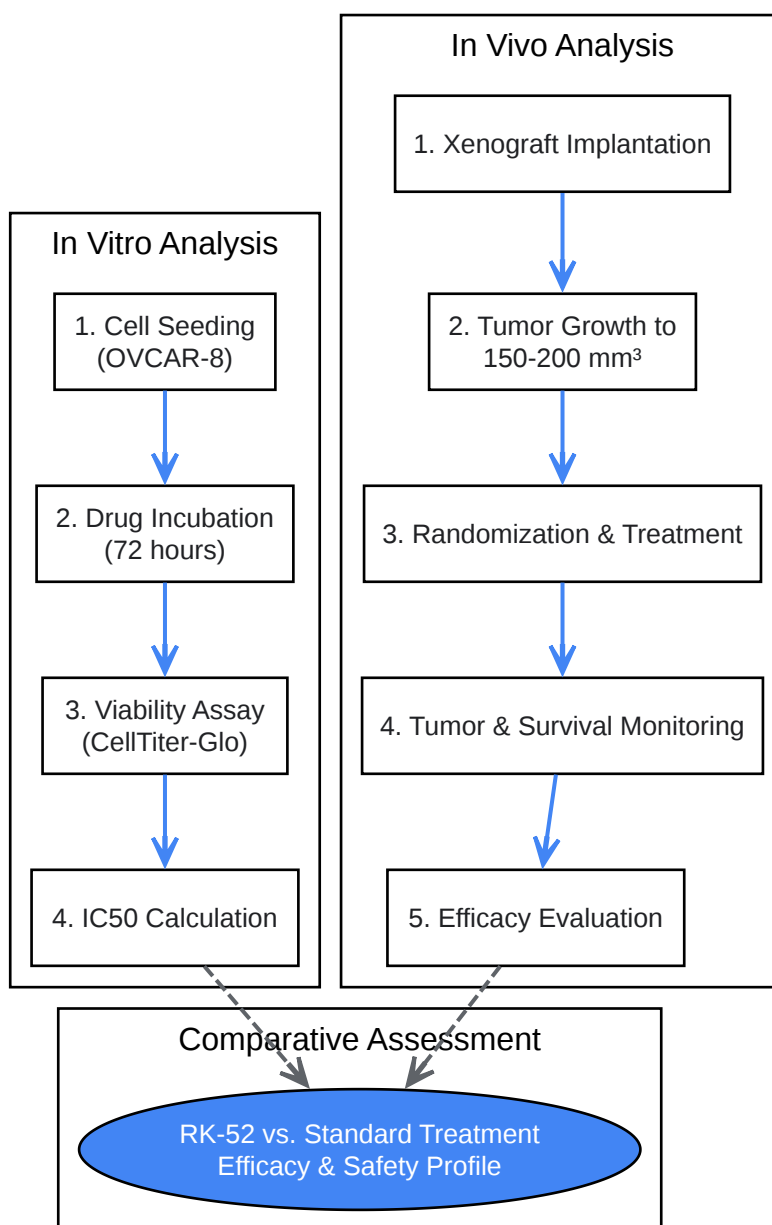 In Vitro Analysis
1. Cell Seeding
(OVCAR-8)
2. Drug Incubation
(72 hours)
3. Viability Assay
(CellTiter-Glo)
4. IC50 Calculation
In Vivo Analysis
1. Xenograft Implantation
2. Tumor Growth to
150-200 mm³
3. Randomization & Treatment
4. Tumor & Survival Monitoring
5. Efficacy Evaluation
Comparative Assessment
RK-52 vs. Standard Treatment
Efficacy & Safety Profile